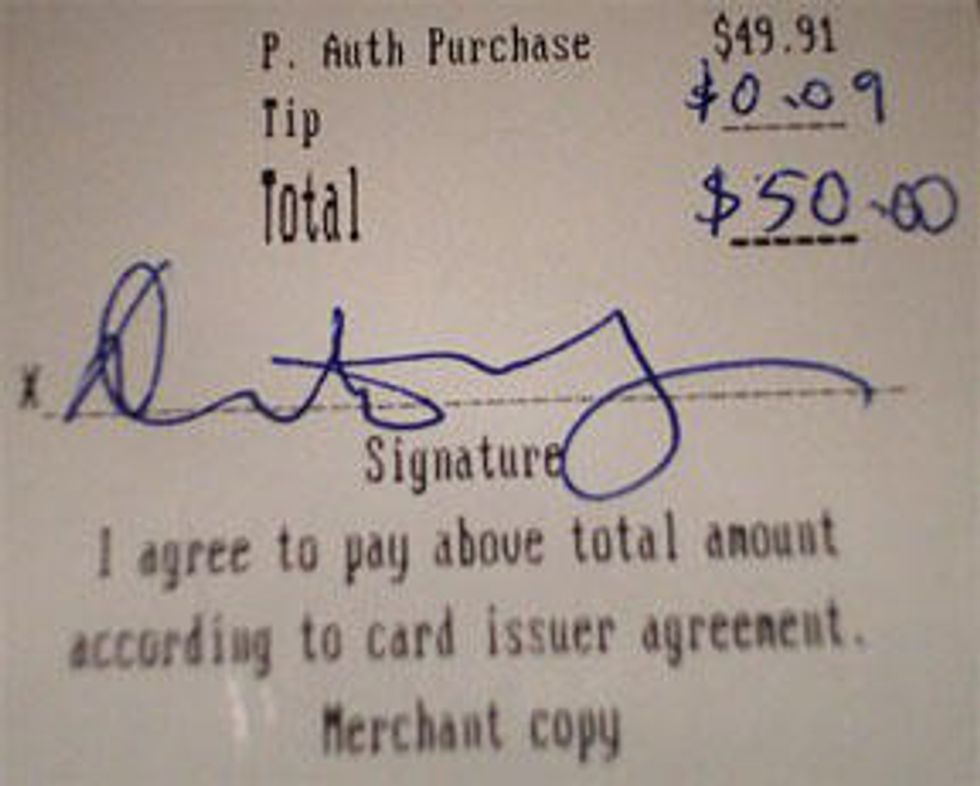 P. Auth Purchase $49.91
Tip $0.09
Total $50.00
X
Signature
I agree to pay above total amount
according to card issuer agreement.
Merchant copy